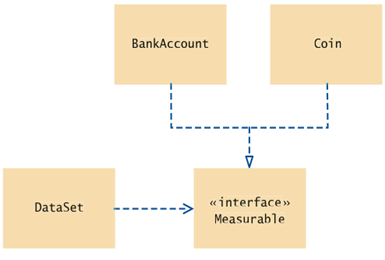 BankAccount
Coin
DataSet
«interface»
Measurable